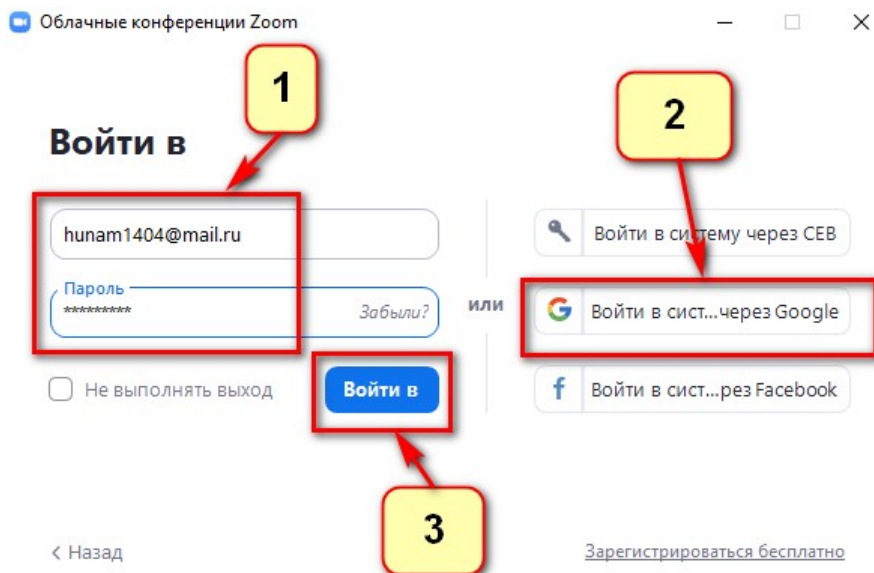 Облачные конференции Zoom
1
2
Войти в
hunam1404@mail.ru
Пароль
*********
Забыли?
Не выполнять выход
Войти в
или
Войти в систему через СЕВ
Войти в сист...через Google
Войти в сист...рез Facebook
3
< Назад
Зарегистрироваться бесплатно